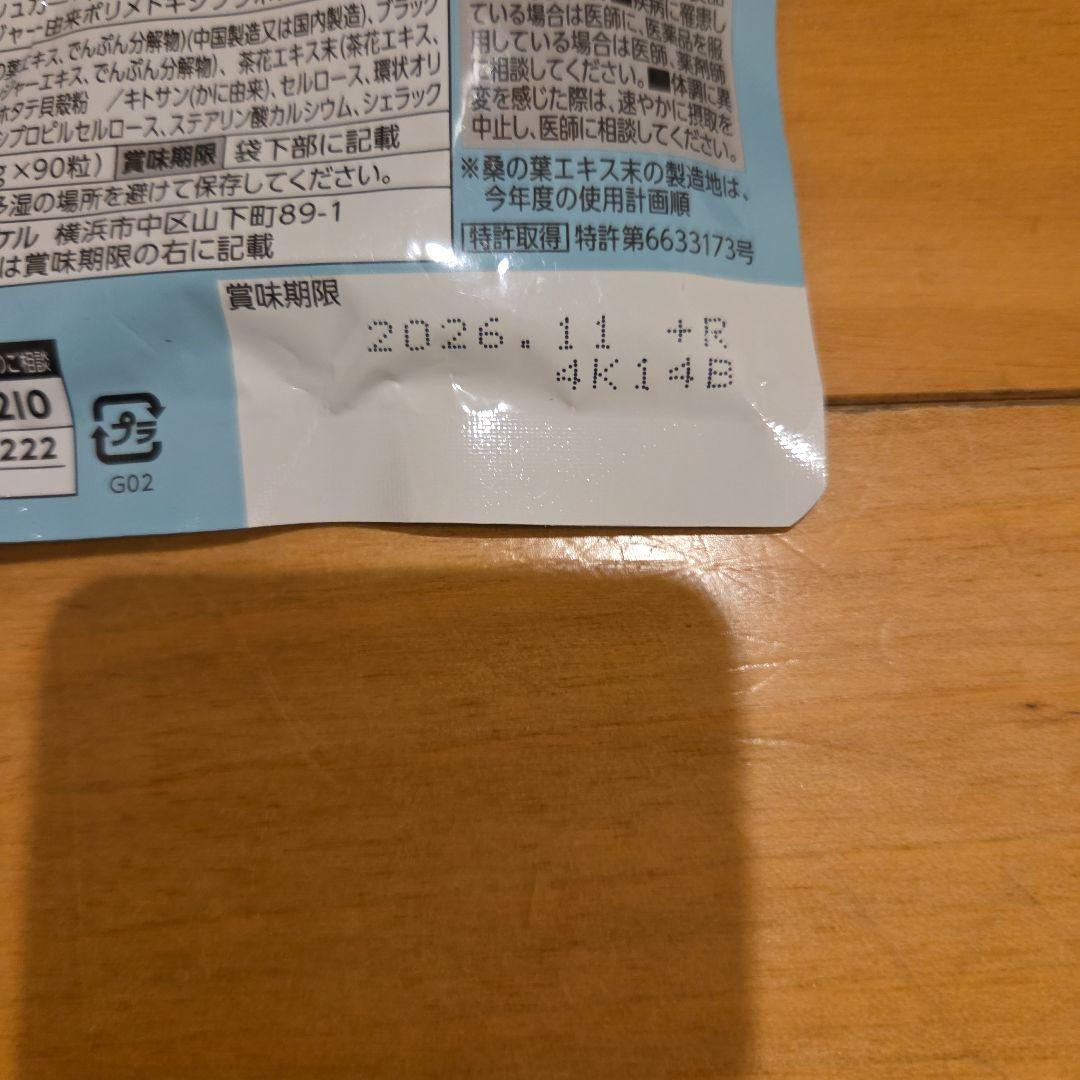 ャー由来ポリメトキシフラボ
の葉エキス、でんぷん分解物)(中国製造又は国内製造)、ブラック
ジャーエキス、でんぷん分解物)、茶花エキス末(茶花エキス、
ホタテ貝殻粉 /キトサン(かに由来)、セルロース、環状オリ
シプロピルセルロース、ステアリン酸カルシウム、シェラック
g×90粒) 賞味期限 袋下部に記載
多湿の場所を避けて保存してください。
ケル 横浜市中区山下町89-1
は賞味期限の右に記載
■疾病に罹患し
ている場合は医師に、医薬品を服
用している場合は医師、薬剤師
に相談してください。■体調に異
変を感じた際は、速やかに摂取を
中止し、医師に相談してください。
※桑の葉エキス末の製造地は、
今年度の使用計画順
特許取得 特許第6633173号
賞味期限
2026.11 +R
4K14B
のご相談
210
222
プラ
G02